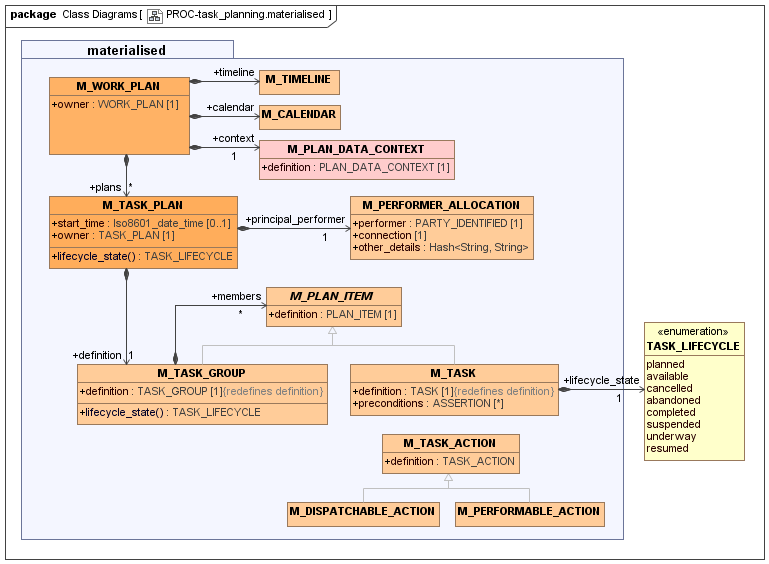 package Class Diagrams [ PROC-task_planning.materialised ]
materialised
M_WORK_PLAN
+owner : WORK_PLAN [1]
+timeline
M_TIMELINE
+calendar
M_CALENDAR
+context
1
M_PLAN_DATA_CONTEXT
+definition : PLAN_DATA_CONTEXT [1]
+plans
*
M_TASK_PLAN
+start_time : Iso8601_date_time [0..1]
+owner : TASK_PLAN [1]
+lifecycle_state() : TASK_LIFECYCLE
+principal_performer
1
M_PERFORMER_ALLOCATION
+performer : PARTY_IDENTIFIED [1]
+connection [1]
+other_details : Hash<String, String>
+members
*
M_PLAN_ITEM
+definition : PLAN_ITEM [1]
+definition
1
M_TASK_GROUP
+definition : TASK_GROUP [1]{redefines definition}
+lifecycle_state() : TASK_LIFECYCLE
M_TASK
+definition : TASK [1]{redefines definition}
+preconditions : ASSERTION [*]
+lifecycle_state
1
«enumeration»
TASK_LIFECYCLE
planned
available
cancelled
abandoned
completed
suspended
underway
resumed
M_TASK_ACTION
+definition : TASK_ACTION
M_DISPATCHABLE_ACTION
M_PERFORMABLE_ACTION